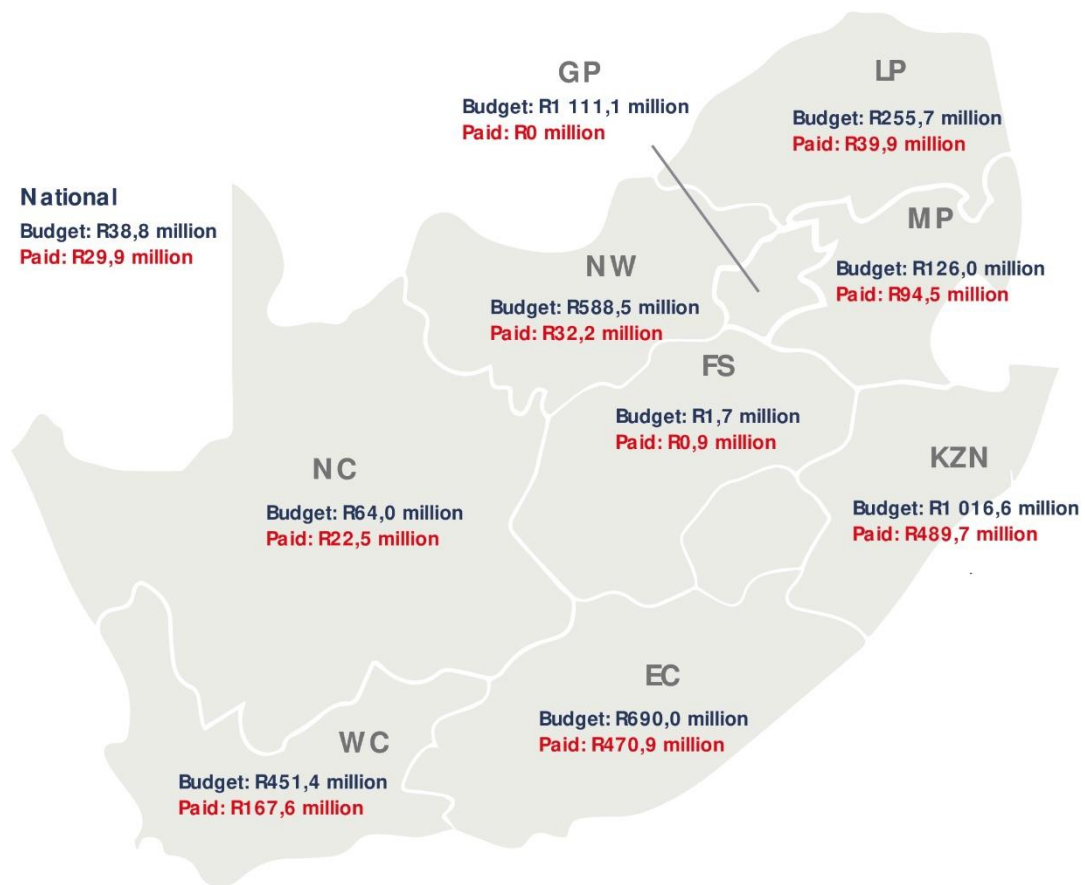 GP
Budget: R1 111,1 million
Paid: R0 million
LP
Budget: R255,7 million
Paid: R39,9 million
National
Budget: R38,8 million
Paid: R29,9 million
MP
Budget: R126,0 million
Paid: R94,5 million
NW
Budget: R588,5 million
Paid: R32,2 million
FS
Budget: R1,7 million
Paid: R0,9 million
NC
Budget: R64,0 million
Paid: R22,5 million
KZN
Budget: R1 016,6 million
Paid: R489,7 million
EC
Budget: R690,0 million
Paid: R470,9 million
WC
Budget: R451,4 million
Paid: R167,6 million